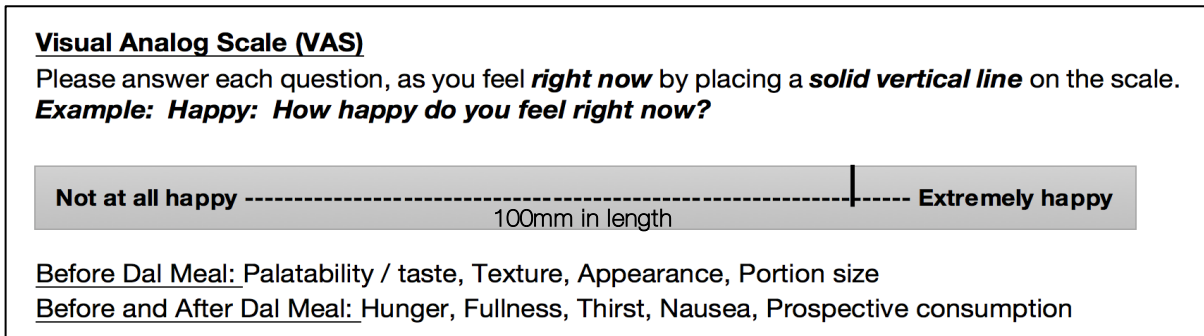 Visual Analog Scale (VAS)
Please answer each question, as you feel right now by placing a solid vertical line on the scale.
Example: Happy: How happy do you feel right now?
Not at all happy ------------------------------------------------------------------- Extremely happy
100mm in length
Before Dal Meal: Palatability / taste, Texture, Appearance, Portion size
Before and After Dal Meal: Hunger, Fullness, Thirst, Nausea, Prospective consumption